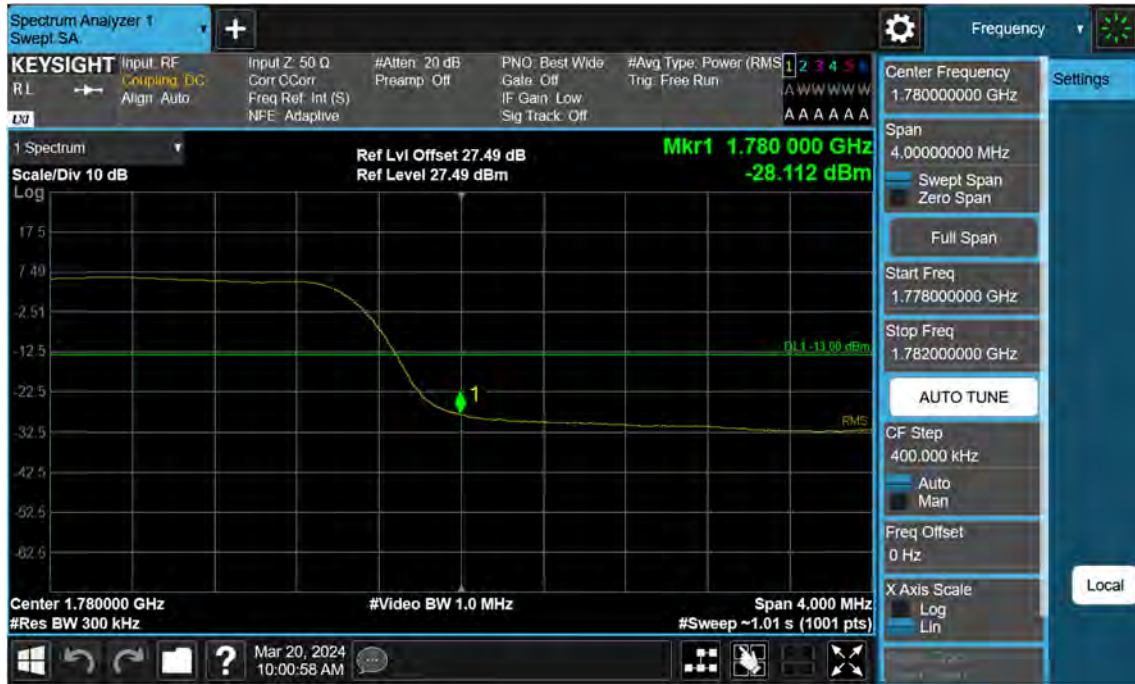 Spectrum Analyzer 1
Swept SA
+
Frequency
KEYSIGHT
RL
LXI
Input: RF
Coupling: DC
Align: Auto
Input Z: 50 Ω
Corr CCorr
Freq Ref: Int (S)
NFE: Adaptive
#Atten: 20 dB
Preamp: Off
PNO: Best Wide
Gate: Off
IF Gain: Low
Sig Track: Off
#Avg Type: Power (RMS
Trig: Free Run
1 2 3 4 5 6
A W W W W W
A A A A A A
1 Spectrum
Scale/Div 10 dB
Ref Lvl Offset 27.49 dB
Ref Level 27.49 dBm
Mkr1 1.780 000 GHz
-28.112 dBm
Log
17.5
7.49
-2.51
-12.5
-22.5
-32.5
-42.5
-52.5
-62.5
DL1 -13.00 dBm
1
RMS
Center 1.780000 GHz
#Res BW 300 kHz
#Video BW 1.0 MHz
Span 4.000 MHz
#Sweep ~1.01 s (1001 pts)
Mar 20, 2024
10:00:58 AM
?
Center Frequency
1.780000000 GHz
Span
4.00000000 MHz
Swept Span
Zero Span
Full Span
Start Freq
1.778000000 GHz
Stop Freq
1.782000000 GHz
AUTO TUNE
CF Step
400.000 kHz
Auto
Man
Freq Offset
0 Hz
X Axis Scale
Log
Lin
Settings
Local